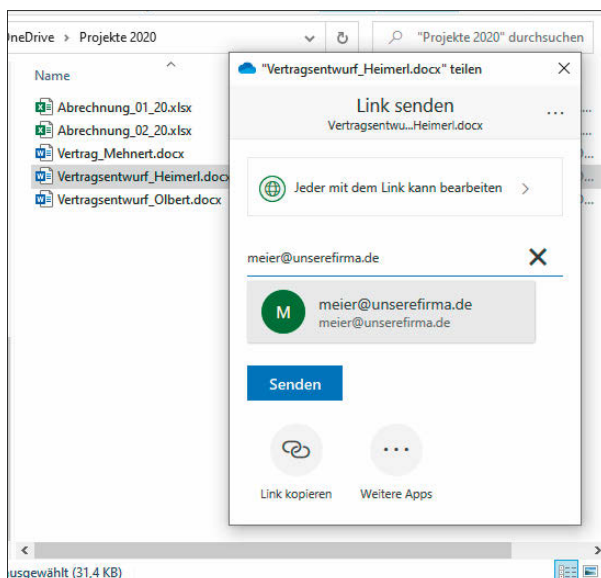 OneDrive > Projekte 2020
"Projekte 2020" durchsuchen
Name
Abrechnung_01_20.xlsx
Abrechnung_02_20.xlsx
Vertrag_Mehnert.docx
Vertragsentwurf_Heimerl.docx
Vertragsentwurf_Olbert.docx
"Vertragsentwurf_Heimerl.docx" teilen
Link senden
Vertragsentwu...Heimerl.docx
Jeder mit dem Link kann bearbeiten
meier@unserefirma.de
M
meier@unserefirma.de
meier@unserefirma.de
Senden
Link kopieren
Weitere Apps
ausgewählt (31,4 KB)